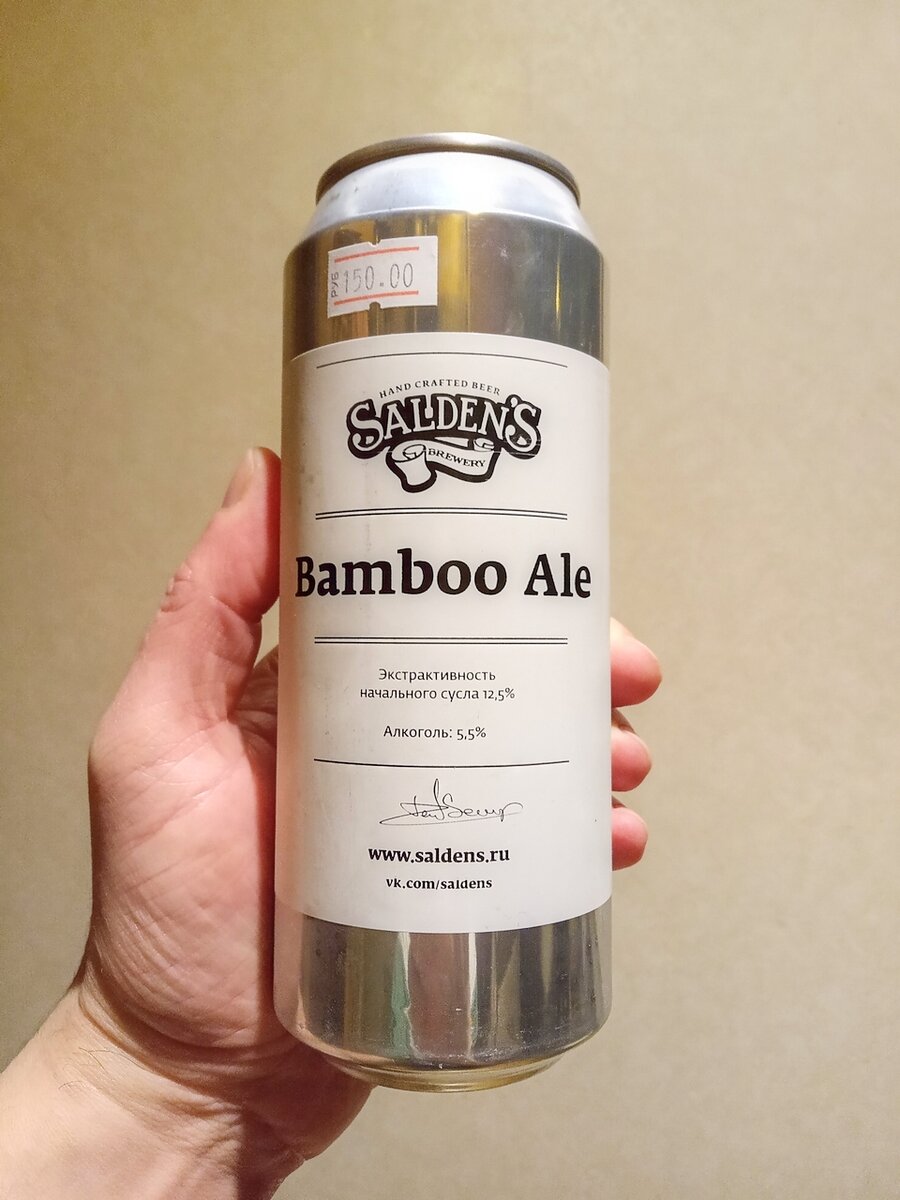 РУБ 150.00
HAND CRAFTED BEER
SALDEN'S
BREWERY
Bamboo Ale
Экстрактивность
начального сусла 12,5%
Алкоголь: 5,5%
www.saldens.ru
vk.com/saldens